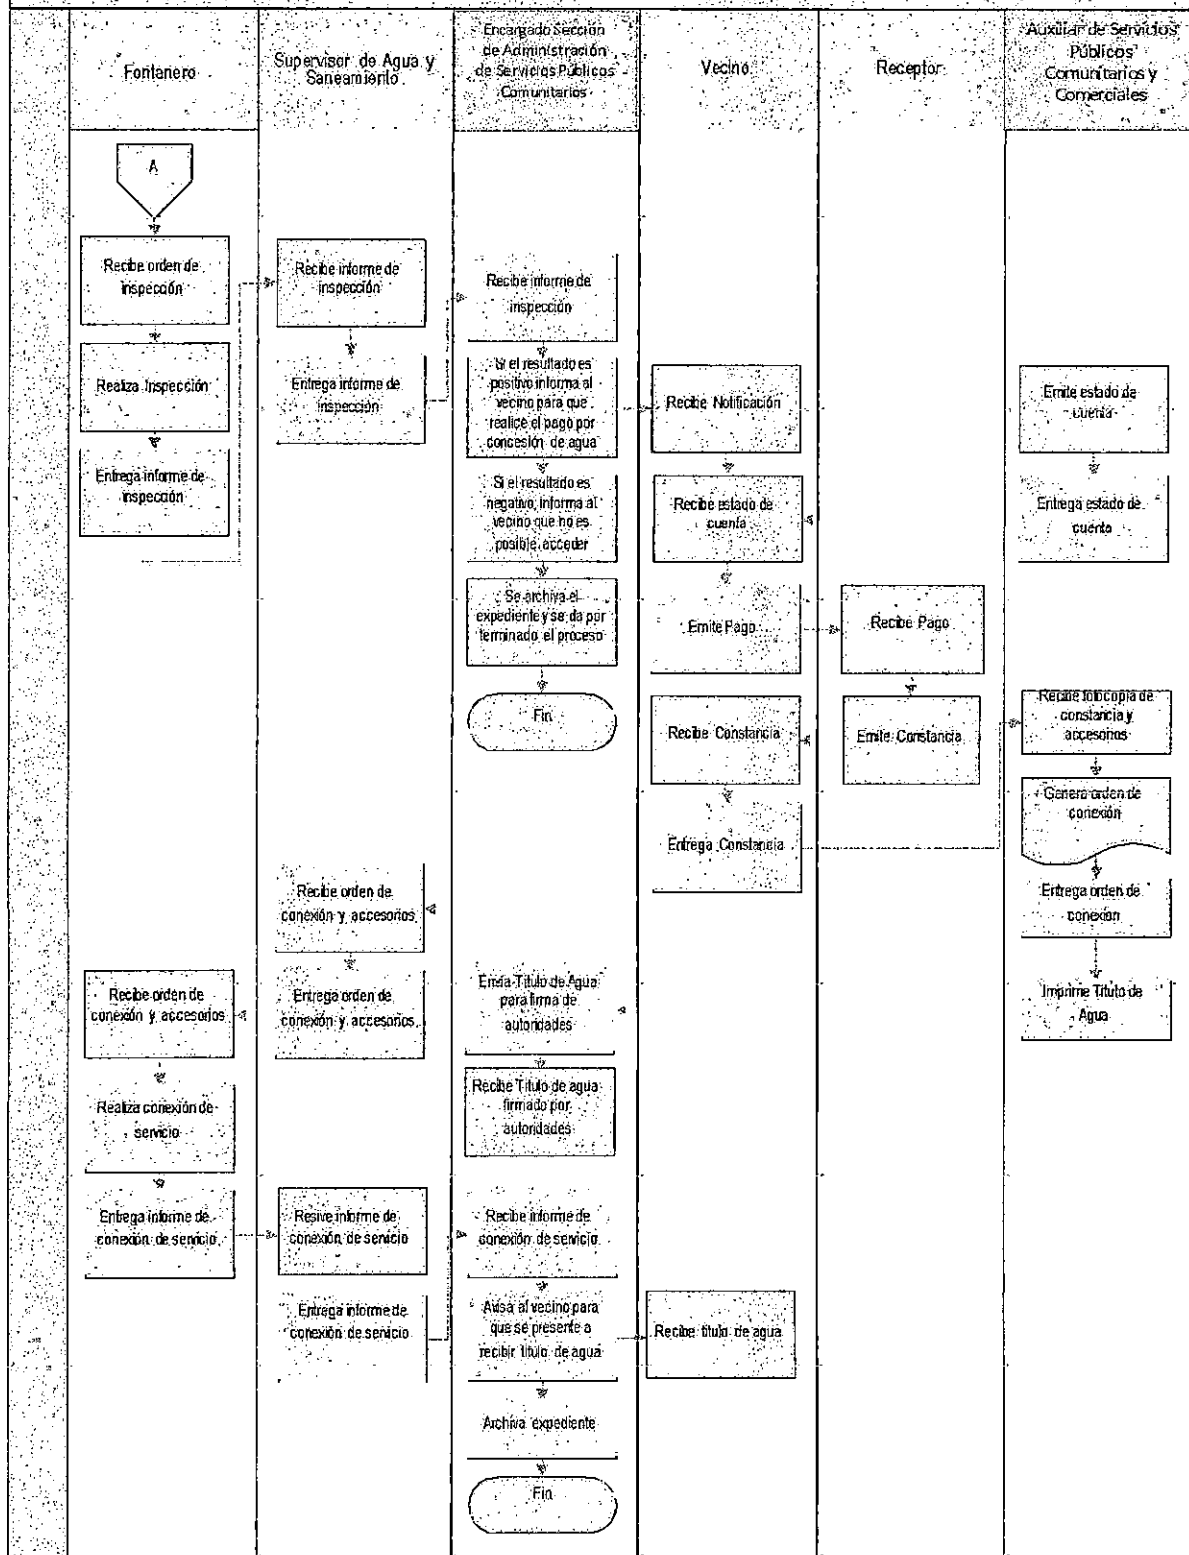 Fontanero
Supervisor de Agua y
Saneamiento
Encargado Sección
de Administración
de Servicios Públicos
Comunitarios
Vecino
Receptor
Auxiliar de Servicios
Públicos
Comunitarios y
Comerciales
A
Recibe orden de
inspección
Realiza Inspección
Entrega informe de
inspección
Recibe informe de
inspección
Entrega informe de
inspección
Recibe informe de
inspección
Si el resultado es
positivo informa al
vecino para que
realice el pago por
concesión de agua
Si el resultado es
negativo, informa al
vecino que no es
posible acceder
Se archiva el
expediente y se da por
terminado el proceso
Fin
Recibe Notificación
Recibe estado de
cuenta
Emite Pago
Recibe Pago
Emite Constancia
Recibe Constancia
Entrega Constancia
Emite estado de
cuenta
Entrega estado de
cuenta
Recibe fotocopia de
constancia y
accesorios
Genera orden de
conexión
Entrega orden de
conexión
Imprime Titulo de
Agua
Recibe orden de
conexión y accesorios
Entrega orden de
conexión y accesorios
Recibe orden de
conexión y accesorios
Realiza conexión de
servicio
Entrega informe de
conexión de servicio
Envia Titulo de Agua
para firma de
autoridades
Recibe Titulo de agua
firmado por
autoridades
Resive informe de
conexión de servicio
Entrega informe de
conexión de servicio
Recibe informe de
conexión de servicio
Avisa al vecino para
que se presente a
recibir titulo de agua
Recibe titulo de agua
Archiva expediente
Fin